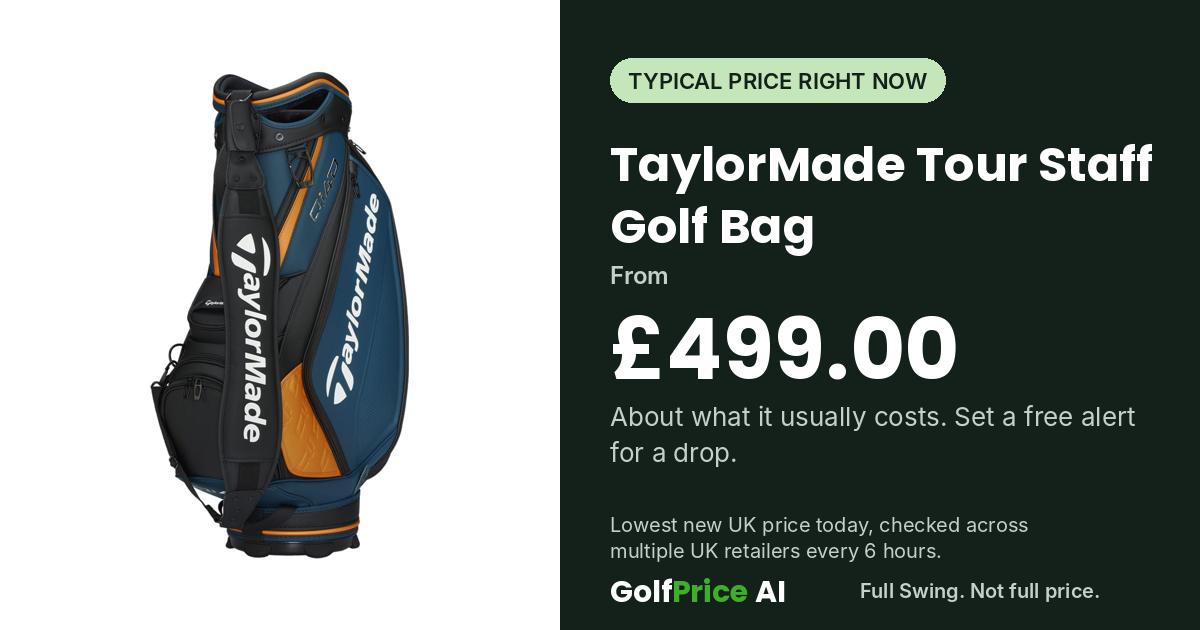 TaylorMade
TaylorMade
Qi4D
TYPICAL PRICE RIGHT NOW
TaylorMade Tour Staff
Golf Bag
From
£499.00
About what it usually costs. Set a free alert
for a drop.
Lowest new UK price today, checked across
multiple UK retailers every 6 hours.
GolfPrice AI
Full Swing. Not full price.